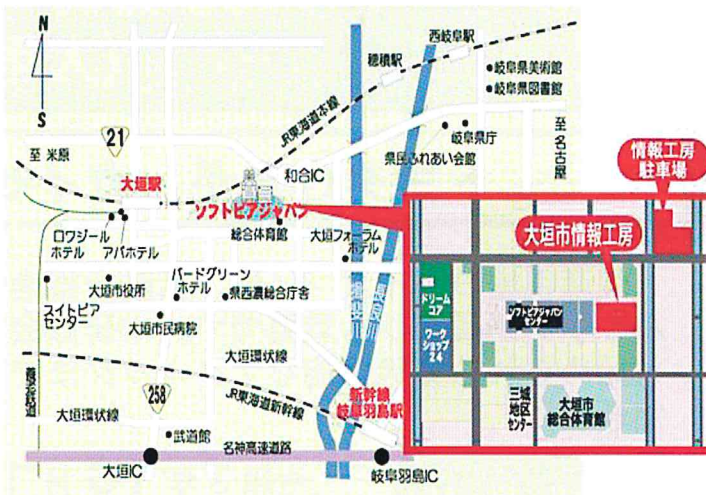 N
S
21
至 米原
大垣駅
JR東海道本線
穂積駅
西岐阜駅
岐阜県美術館
岐阜県図書館
岐阜県庁
県民ふれあい会館
至 名古屋
和合IC
ソフトピアジャパン
総合体育館
ロワジール
ホテル
アパホテル
大垣フォーラム
ホテル
大垣市役所
バードグリーン
ホテル
県西濃総合庁舎
スイトピア
センター
大垣市民病院
揖斐川
長良川
大垣環状線
養老鉄道
258
JR東海道新幹線
新幹線
岐阜羽島駅
大垣環状線
武道館
名神高速道路
大垣IC
岐阜羽島IC
情報工房
駐車場
大垣市情報工房
ドリーム
コア
ソフトピアジャパン
センター
ワーク
ショップ
24
三城
地区
センター
大垣市
総合体育館